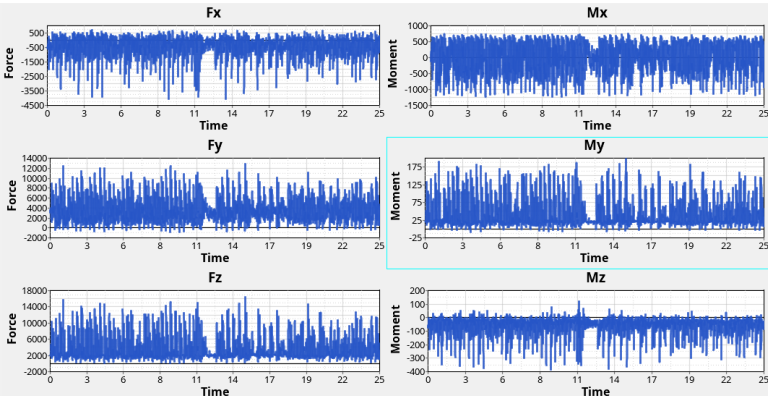 Fx
Force
500
-500
-1500
-2500
-3500
-4500
0 3 6 8 11 14 17 19 22 25
Time
Mx
Moment
1000
500
0
-500
-1000
-1500
0 3 6 8 11 14 17 19 22 25
Time
Fy
Force
14000
12000
10000
8000
6000
4000
2000
0
-2000
0 3 6 8 11 14 17 19 22 25
Time
My
Moment
175
125
75
25
-25
0 3 6 8 11 14 17 19 22 25
Time
Fz
Force
18000
14000
10000
6000
2000
-2000
0 3 6 8 11 14 17 19 22 25
Time
Mz
Moment
200
100
0
-100
-200
-300
-400
0 3 6 8 11 14 17 19 22 25
Time